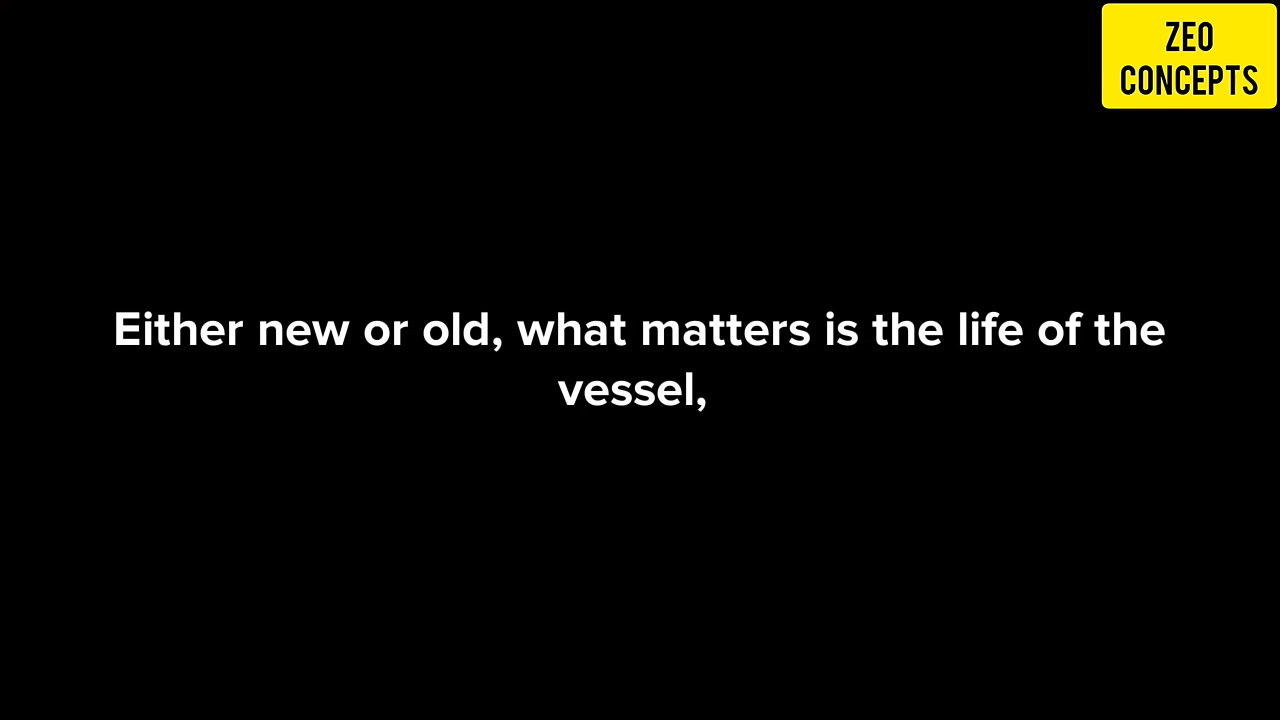 ZEO
CONCEPTS
Either new or old, what matters is the life of the
vessel,